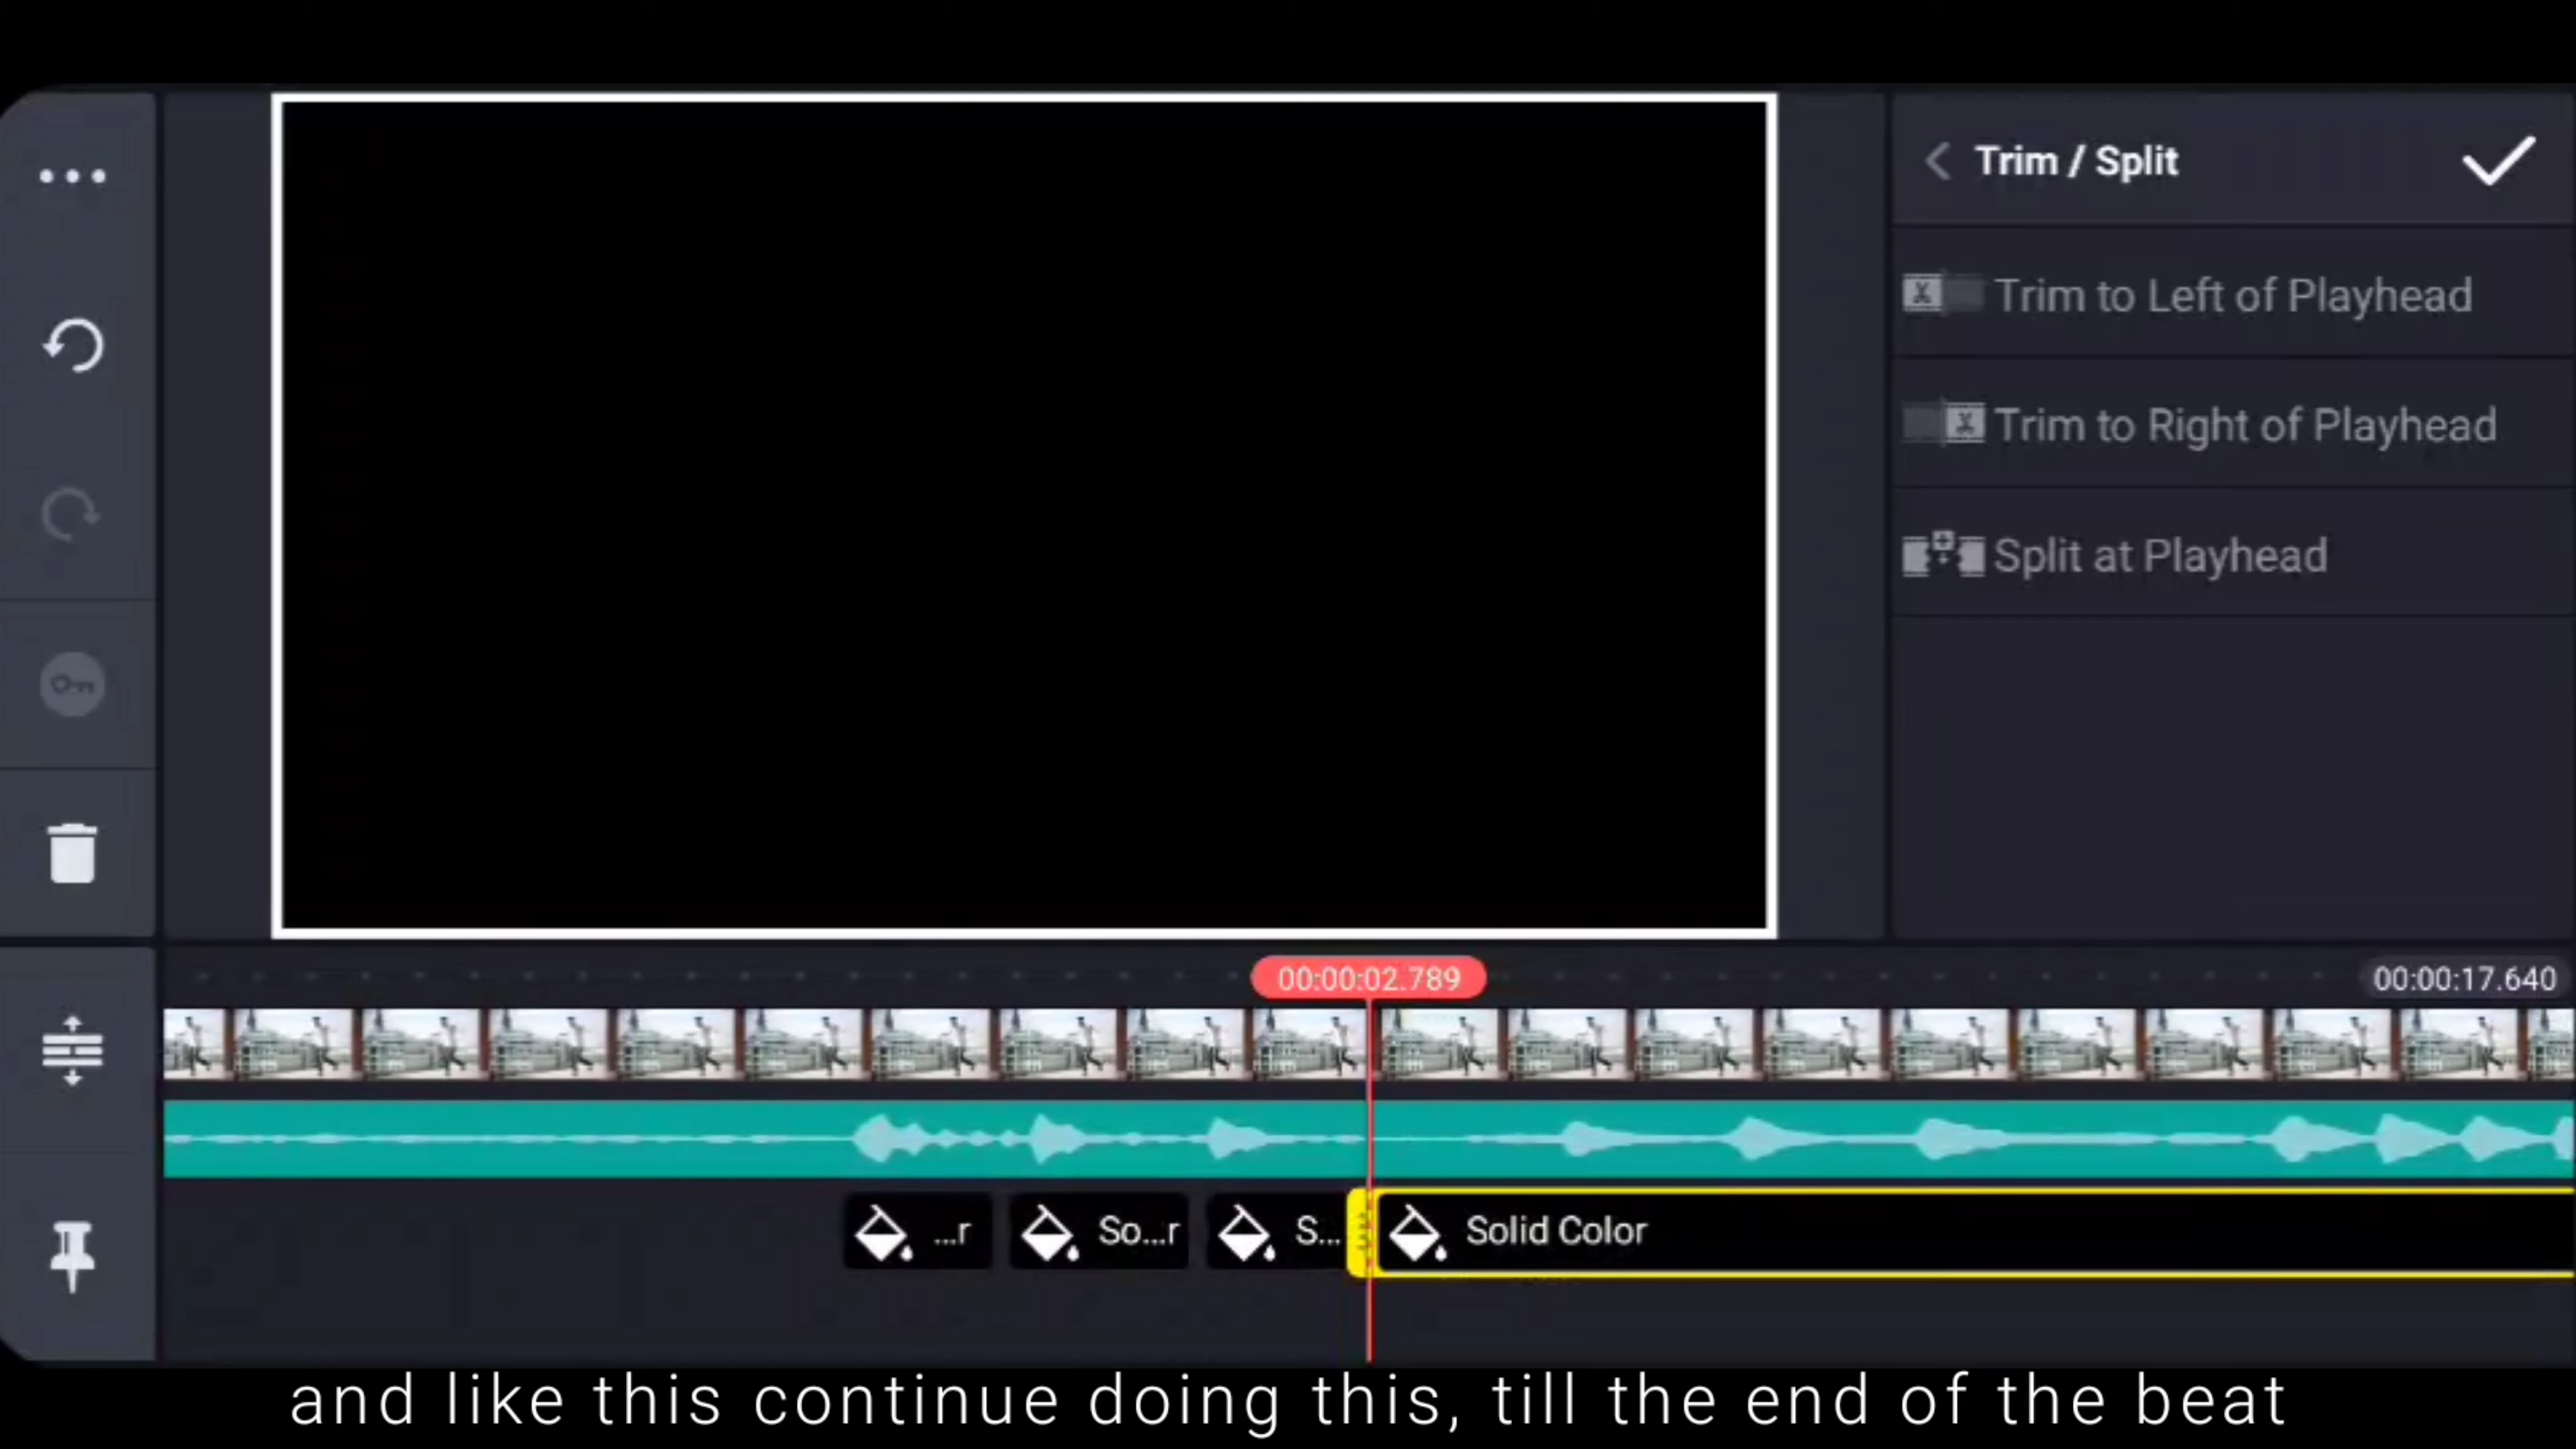 Trim / Split
Trim to Left of Playhead
Trim to Right of Playhead
Split at Playhead
00:00:02.789
00:00:17.640
...r
So...r
S...
Solid Color
and like this continue doing this, till the end of the beat